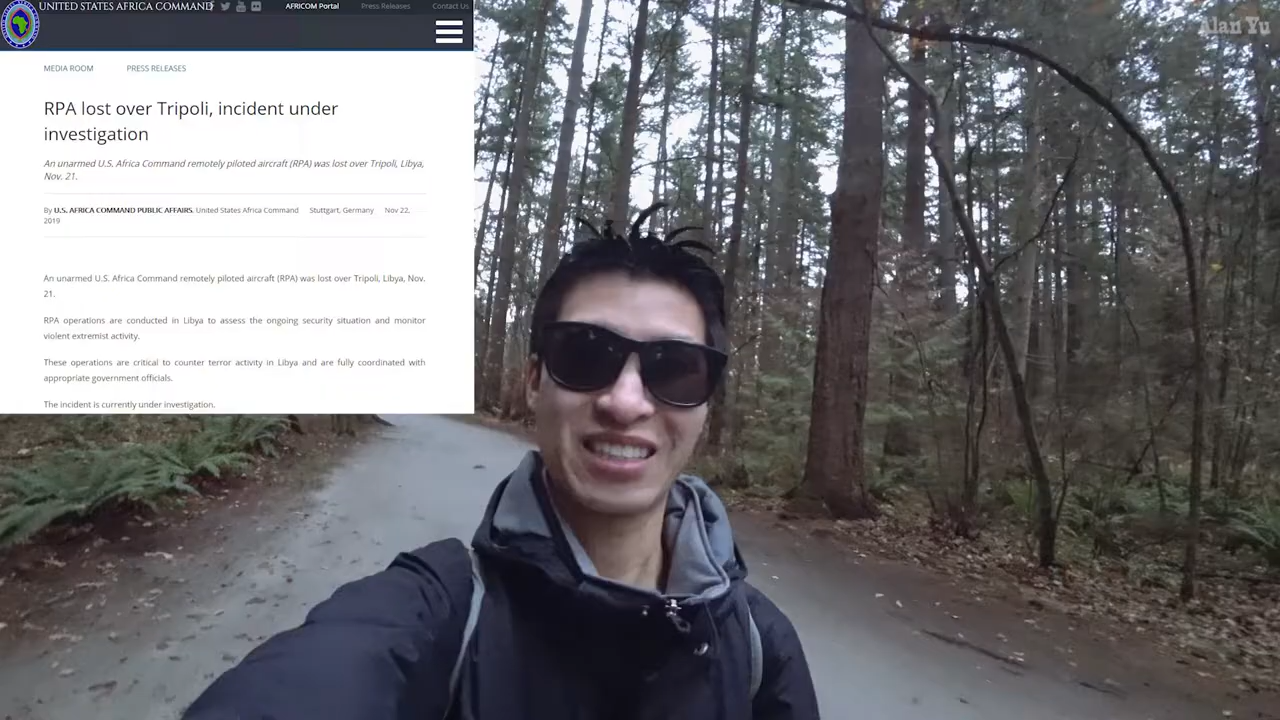 UNITED STATES AFRICA COMMAND
AFRICOM Portal
Press Releases
Contact Us
Alan Yu
MEDIA ROOM
PRESS RELEASES
RPA lost over Tripoli, incident under
investigation
An unarmed U.S. Africa Command remotely piloted aircraft (RPA) was lost over Tripoli, Libya,
Nov. 21.
By U.S. AFRICA COMMAND PUBLIC AFFAIRS, United States Africa Command Stuttgart, Germany Nov 22,
2019
An unarmed U.S. Africa Command remotely piloted aircraft (RPA) was lost over Tripoli, Libya, Nov.
21.
RPA operations are conducted in Libya to assess the ongoing security situation and monitor
violent extremist activity.
These operations are critical to counter terror activity in Libya and are fully coordinated with
appropriate government officials.
The incident is currently under investigation.